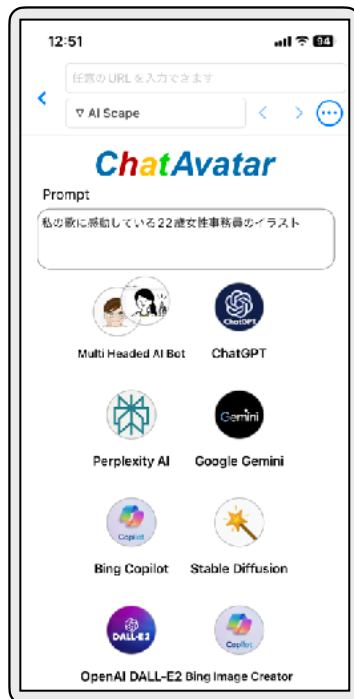 12:51
94
任意のURLを入力できます
▽ AI Scape
ChatAvatar
Prompt
私の歌に感動している22歳女性事務員のイラスト
ChatGPT
Multi Headed AI Bot ChatGPT
Gemini
Perplexity AI Google Gemini
Copilot
Bing Copilot Stable Diffusion
DALL-E2 Copilot
OpenAI DALL-E2 Bing Image Creator